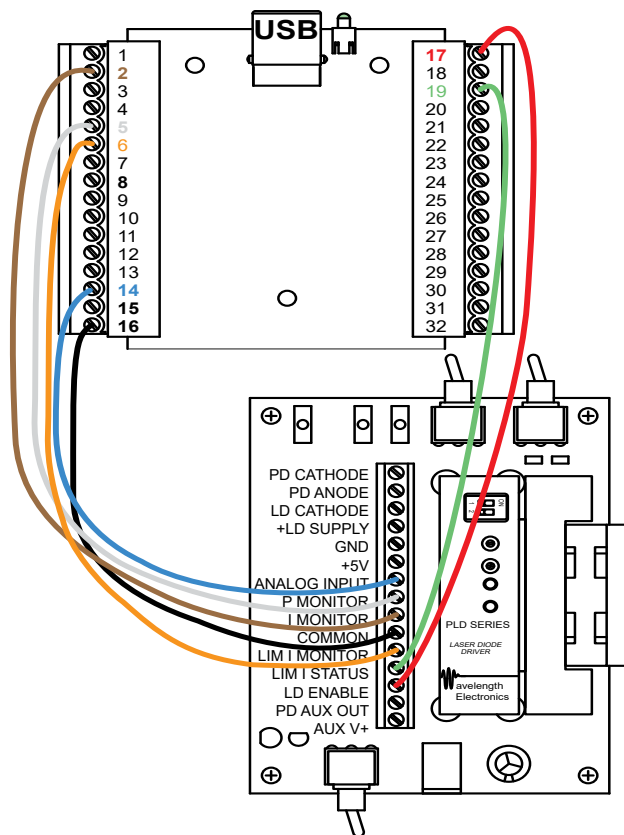 USB
1
2
3
4
5
6
7
8
9
10
11
12
13
14
15
16
17
18
19
20
21
22
23
24
25
26
27
28
29
30
31
32
PD CATHODE
PD ANODE
LD CATHODE
+LD SUPPLY
GND
+5V
ANALOG INPUT
P MONITOR
I MONITOR
COMMON
LIM I MONITOR
LIM I STATUS
LD ENABLE
PD AUX OUT
AUX V+
ON
1 2
PLD SERIES
LASER DIODE
DRIVER
avelength
Electronics